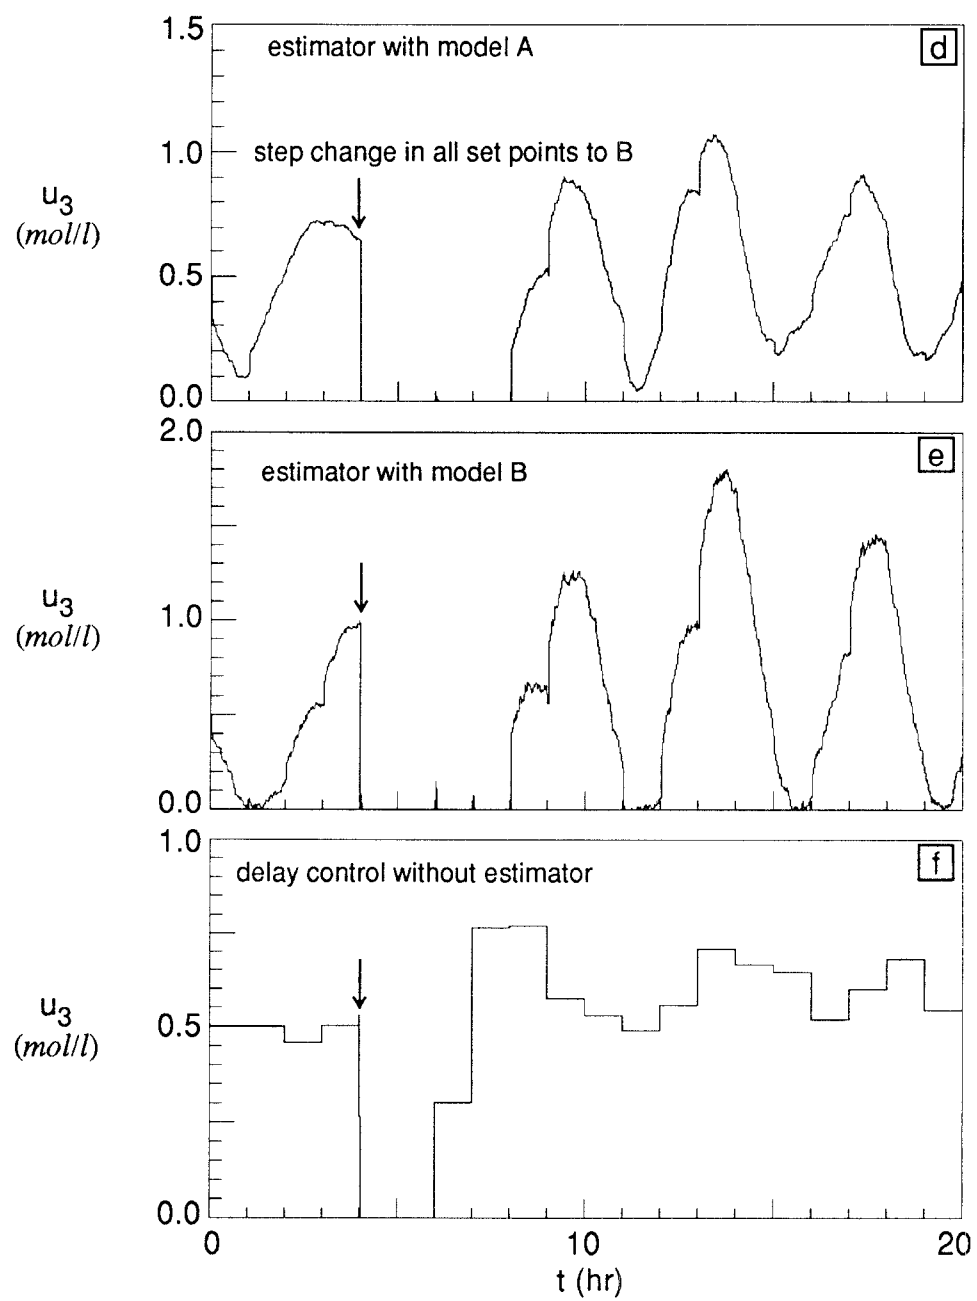 1.5
estimator with model A
d
step change in all set points to B
1.0
u3
(mol/l)
0.5
0.0
2.0
estimator with model B
e
u3
(mol/l)
1.0
0.0
1.0
delay control without estimator
f
u3
(mol/l)
0.5
0.0
0
10
20
t (hr)